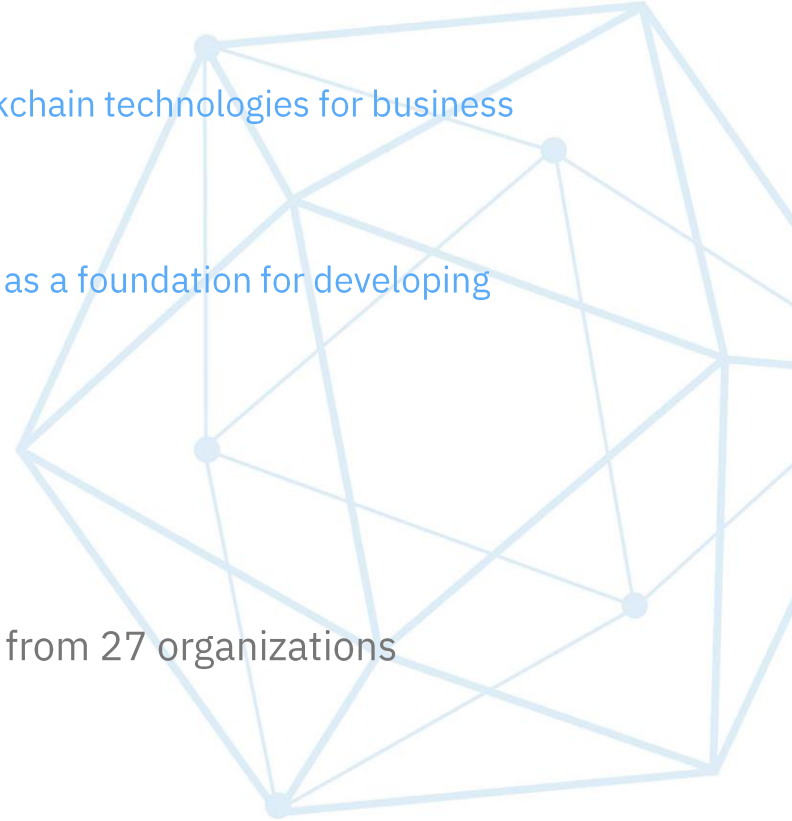 kchain technologies for business
as a foundation for developing
from 27 organizations